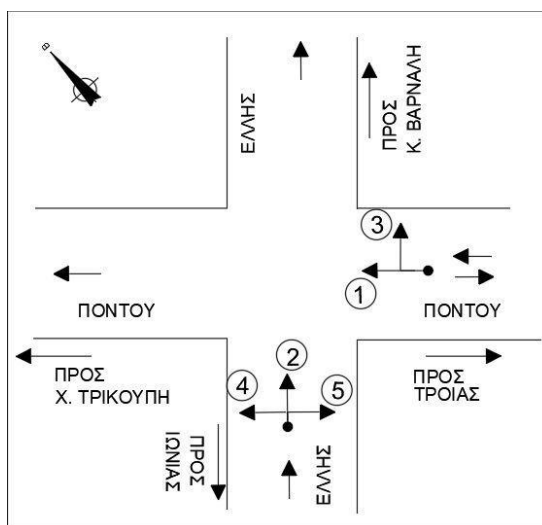 Β
ΕΛΛΗΣ
ΠΡΟΣ
Κ. ΒΑΡΝΑΛΗ
3
1
ΠΟΝΤΟΥ
ΠΟΝΤΟΥ
2
4
5
ΠΡΟΣ
Χ. ΤΡΙΚΟΥΠΗ
ΠΡΟΣ
ΤΡΟΙΑΣ
ΠΡΟΣ
ΙΩΝΙΑΣ
ΕΛΛΗΣ